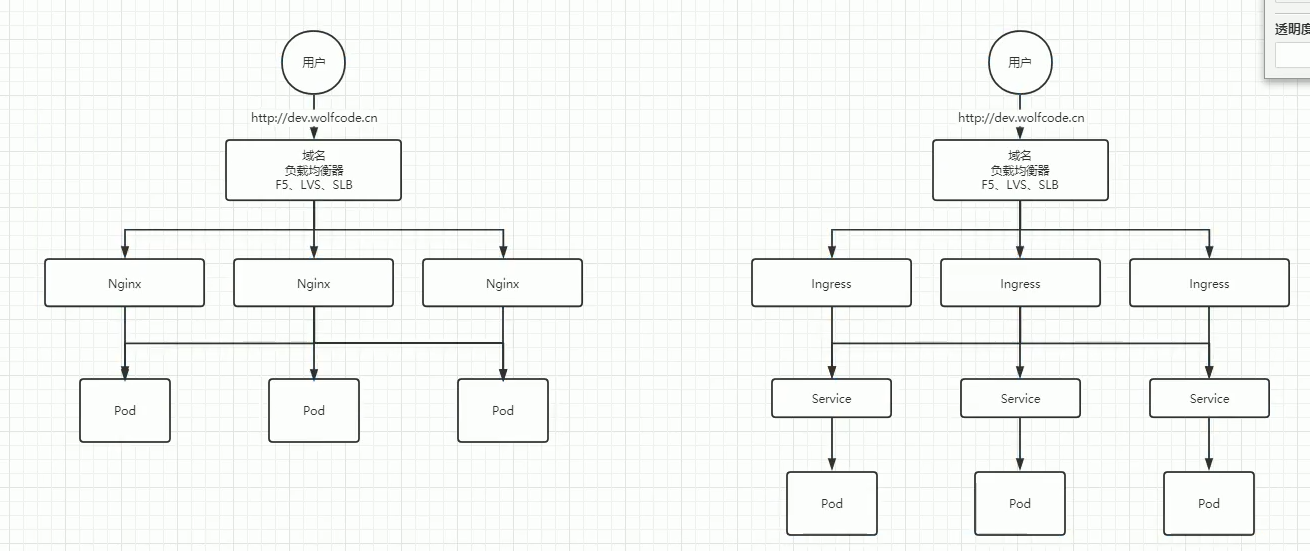 用户
http://dev.wolfcode.cn
域名
负载均衡器
F5、LVS、SLB
Nginx
Nginx
Nginx
Pod
Pod
Pod
用户
http://dev.wolfcode.cn
域名
负载均衡器
F5、LVS、SLB
Ingress
Ingress
Ingress
Service
Service
Service
Pod
Pod
Pod
透明度